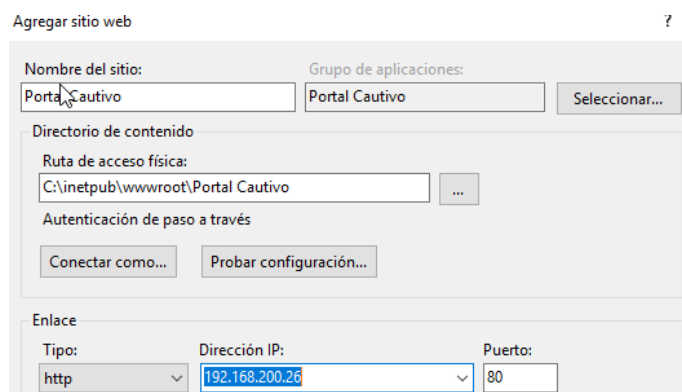 Agregar sitio web ?
Nombre del sitio: Grupo de aplicaciones:
Portal Cautivo Portal Cautivo Seleccionar...
Directorio de contenido
Ruta de acceso física:
C:\inetpub\wwwroot\Portal Cautivo ...
Autenticación de paso a través
Conectar como... Probar configuración...
Enlace
Tipo: Dirección IP: Puerto:
http 192.168.200.26 80